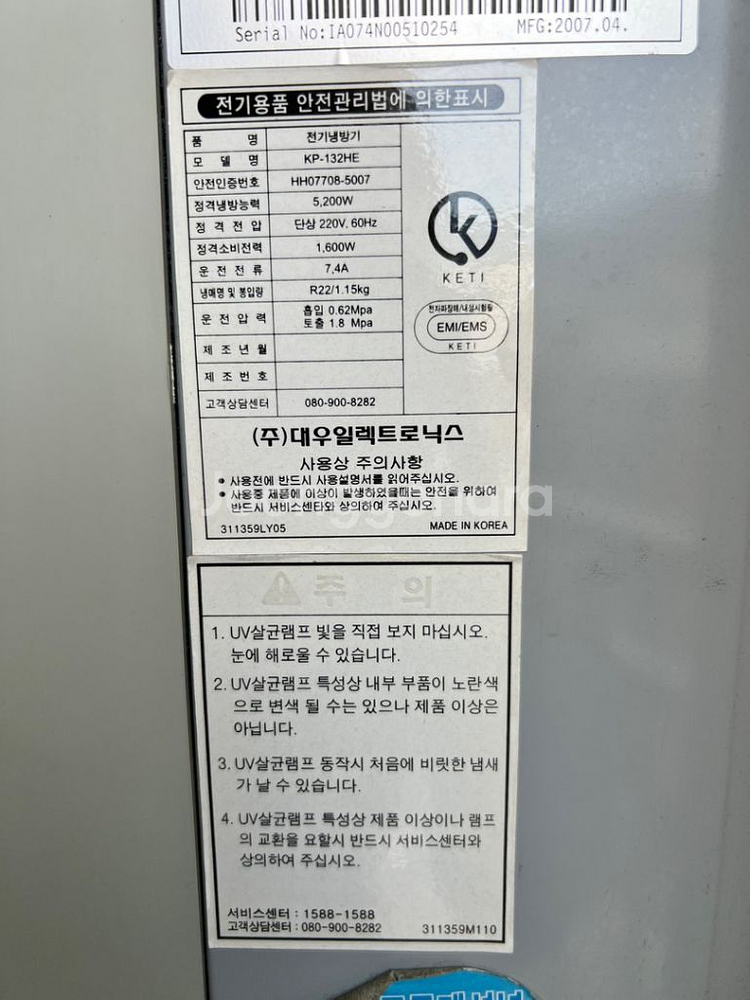 Serial No:IA074N00510254 MFG:2007.04.
전기용품 안전관리법에 의한표시
품 명 전기냉방기
모 델 명 KP-132HE
안전인증번호 HH07708-5007
정격냉방능력 5,200W
정 격 전 압 단상 220V, 60Hz
정격소비전력 1,600W
운 전 전 류 7.4A
냉매명 및 봉입량 R22/1.15kg
운 전 압 력 흡입 0.62Mpa
토출 1.8 Mpa
제 조 년 월
제 조 번 호
고객상담센터 080-900-8282
KETI
전자파장해/내성시험필
EMI/EMS
KETI
(주)대우일렉트로닉스
사용상 주의사항
• 사용전에 반드시 사용설명서를 읽어주십시오.
• 사용중 제품에 이상이 발생하였을때는 안전을 위하여
반드시 서비스센타와 상의하여 주십시오.
311359LY05 MADE IN KOREA
주 의
1. UV살균램프 빛을 직접 보지 마십시오.
눈에 해로울 수 있습니다.
2. UV살균램프 특성상 내부 부품이 노란색
으로 변색 될 수는 있으나 제품 이상은
아닙니다.
3. UV살균램프 동작시 처음에 비릿한 냄새
가 날 수 있습니다.
4. UV살균램프 특성상 제품 이상이나 램프
의 교환을 요할시 반드시 서비스센터와
상의하여 주십시오.
서비스센터 : 1588-1588
고객상담센터 : 080-900-8282 311359M110